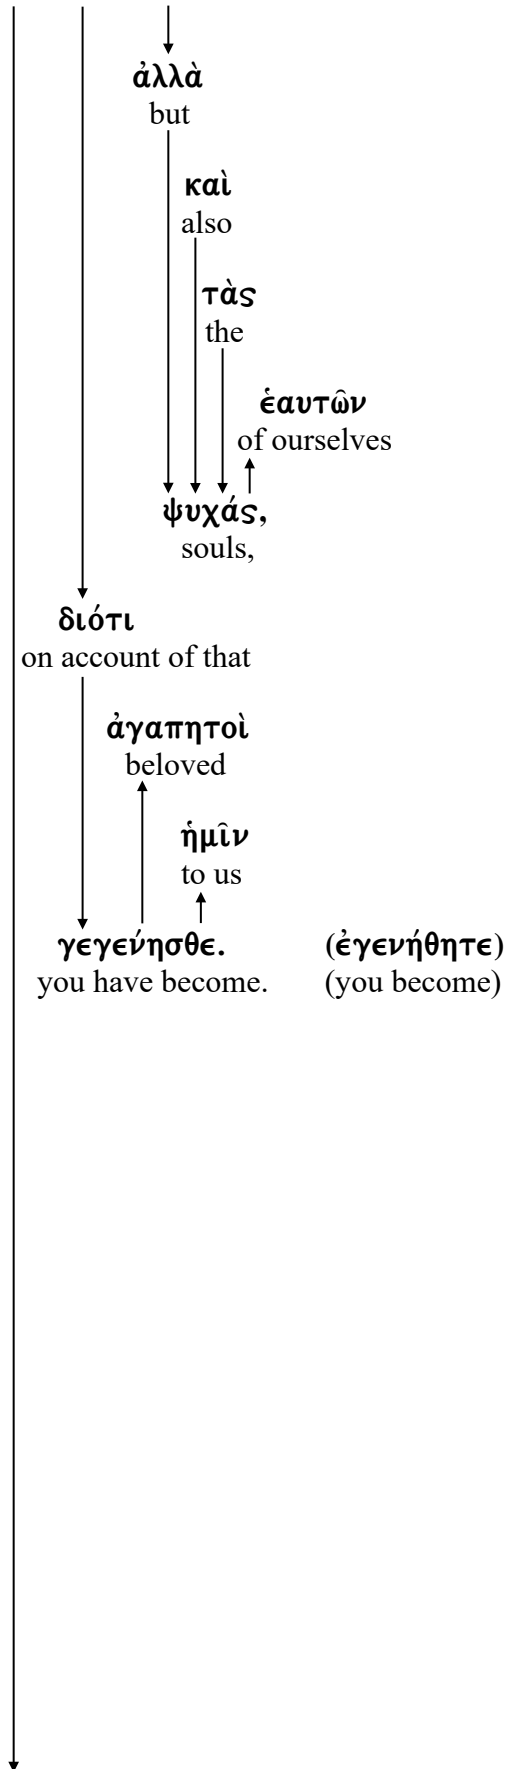 ἀλλὰ
but
καὶ
also
τὰς
the
ἑαυτῶν
of ourselves
ψυχάς,
souls,
διότι
on account of that
ἀγαπητοὶ
beloved
ἡμῖν
to us
γεγενήσθε. (ἐγενήθητε)
you have become. (you become)